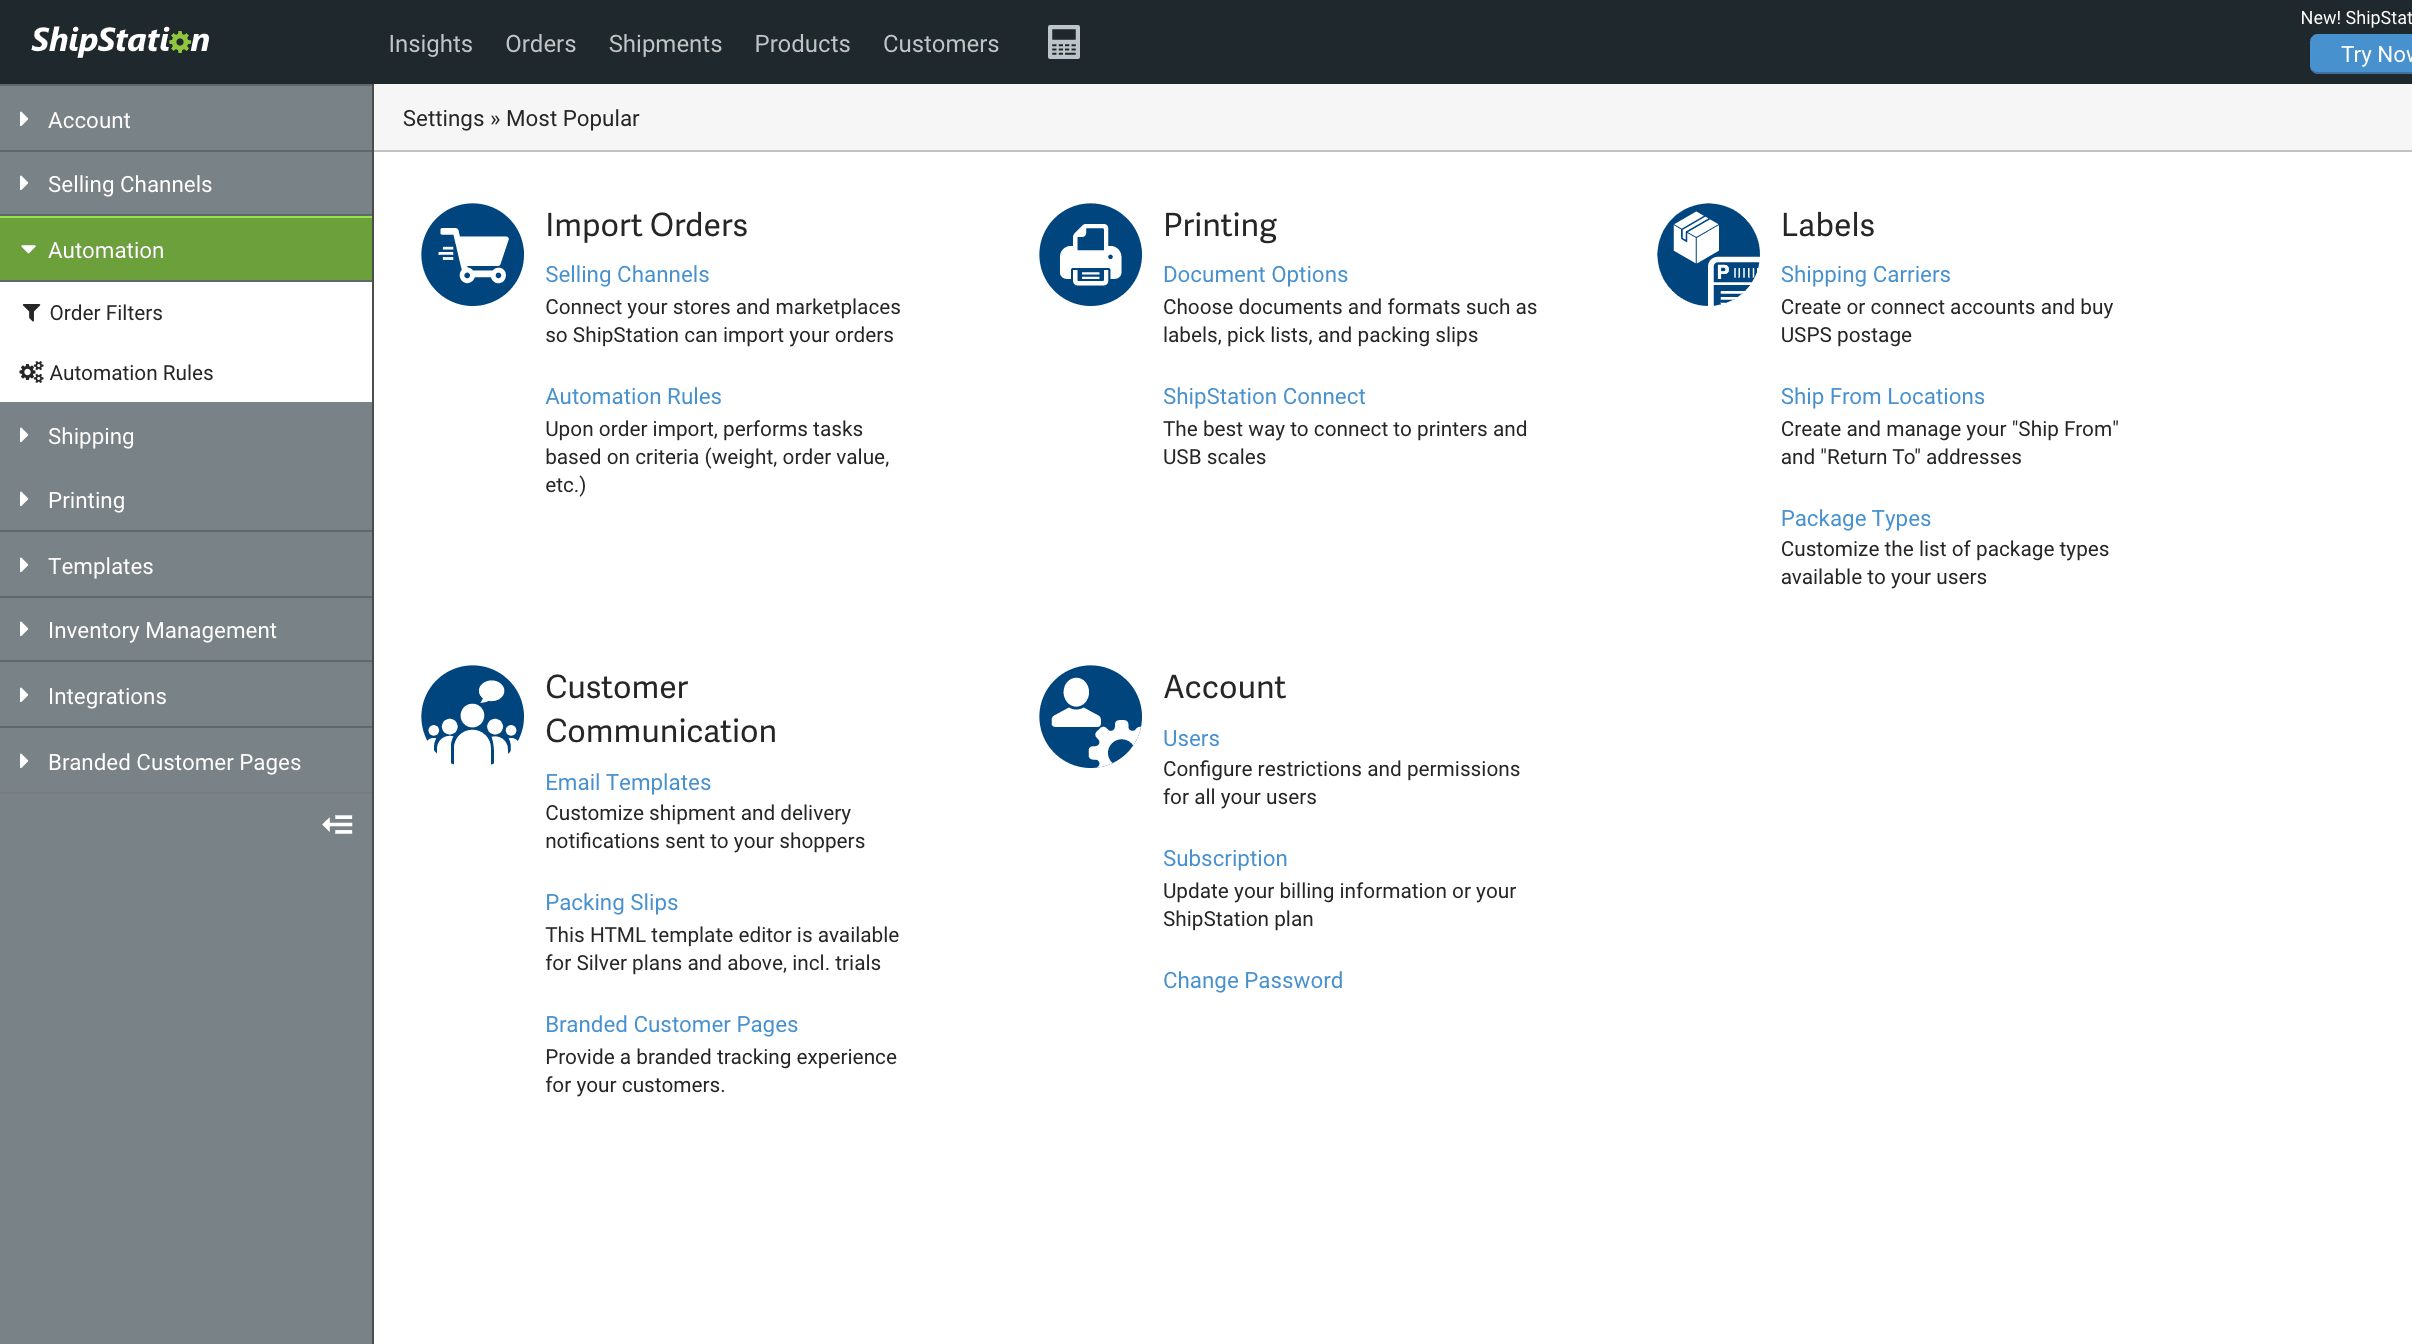 ShipStation
Insights
Orders
Shipments
Products
Customers
New! ShipStat
Try Now
Account
Selling Channels
Automation
Order Filters
Automation Rules
Shipping
Printing
Templates
Inventory Management
Integrations
Branded Customer Pages
Settings » Most Popular
Import Orders
Selling Channels
Connect your stores and marketplaces
so ShipStation can import your orders
Automation Rules
Upon order import, performs tasks
based on criteria (weight, order value,
etc.)
Printing
Document Options
Choose documents and formats such as
labels, pick lists, and packing slips
ShipStation Connect
The best way to connect to printers and
USB scales
P
Labels
Shipping Carriers
Create or connect accounts and buy
USPS postage
Ship From Locations
Create and manage your "Ship From"
and "Return To" addresses
Package Types
Customize the list of package types
available to your users
Customer
Communication
Email Templates
Customize shipment and delivery
notifications sent to your shoppers
Packing Slips
This HTML template editor is available
for Silver plans and above, incl. trials
Branded Customer Pages
Provide a branded tracking experience
for your customers.
Account
Users
Configure restrictions and permissions
for all your users
Subscription
Update your billing information or your
ShipStation plan
Change Password